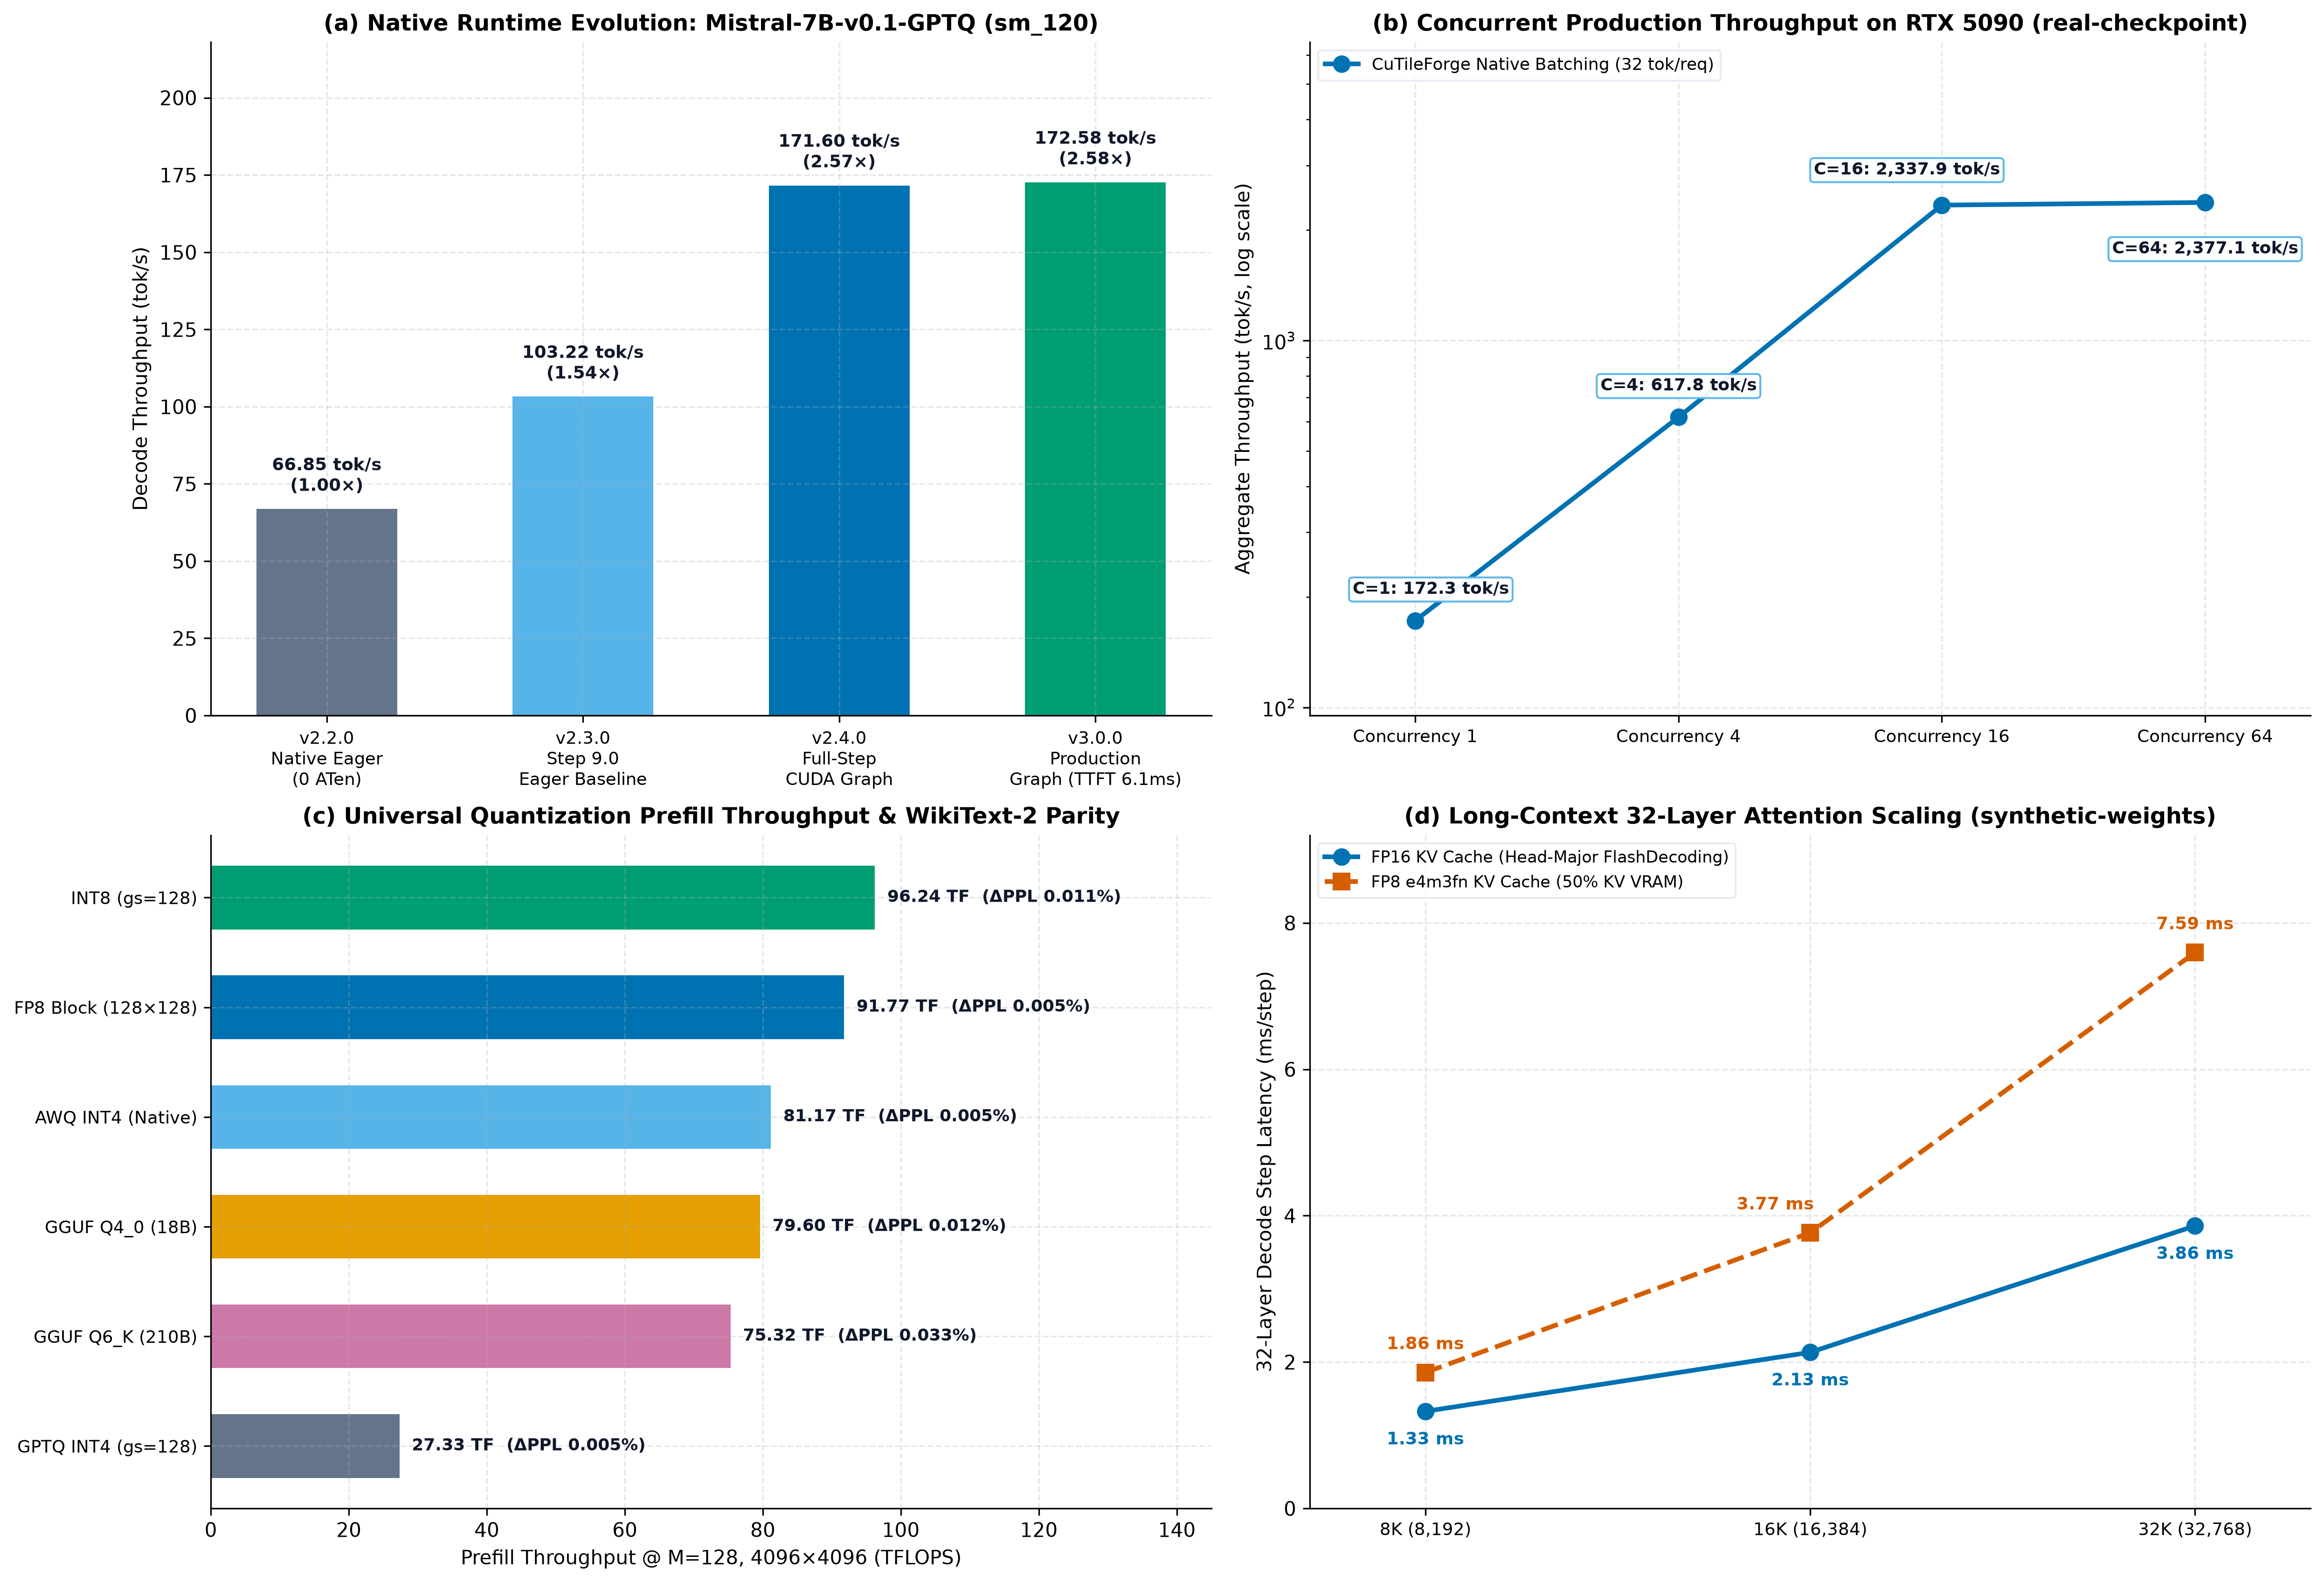 (a) Native Runtime Evolution: Mistral-7B-v0.1-GPTQ (sm_120)
Decode Throughput (tok/s)
200
175
150
125
100
75
50
25
0
66.85 tok/s
(1.00×)
103.22 tok/s
(1.54×)
171.60 tok/s
(2.57×)
172.58 tok/s
(2.58×)
v2.2.0
Native Eager
(0 ATen)
v2.3.0
Step 9.0
Eager Baseline
v2.4.0
Full-Step
CUDA Graph
v3.0.0
Production
Graph (TTFT 6.1ms)
(b) Concurrent Production Throughput on RTX 5090 (real-checkpoint)
CuTileForge Native Batching (32 tok/req)
Aggregate Throughput (tok/s, log scale)
10³
10²
C=1: 172.3 tok/s
C=4: 617.8 tok/s
C=16: 2,337.9 tok/s
C=64: 2,377.1 tok/s
Concurrency 1
Concurrency 4
Concurrency 16
Concurrency 64
(c) Universal Quantization Prefill Throughput & WikiText-2 Parity
INT8 (gs=128)
96.24 TF (ΔPPL 0.011%)
FP8 Block (128×128)
91.77 TF (ΔPPL 0.005%)
AWQ INT4 (Native)
81.17 TF (ΔPPL 0.005%)
GGUF Q4_0 (18B)
79.60 TF (ΔPPL 0.012%)
GGUF Q6_K (210B)
75.32 TF (ΔPPL 0.033%)
GPTQ INT4 (gs=128)
27.33 TF (ΔPPL 0.005%)
0 20 40 60 80 100 120 140
Prefill Throughput @ M=128, 4096×4096 (TFLOPS)
(d) Long-Context 32-Layer Attention Scaling (synthetic-weights)
FP16 KV Cache (Head-Major FlashDecoding)
FP8 e4m3fn KV Cache (50% KV VRAM)
32-Layer Decode Step Latency (ms/step)
8
6
4
2
0
1.86 ms
3.77 ms
7.59 ms
1.33 ms
2.13 ms
3.86 ms
8K (8,192)
16K (16,384)
32K (32,768)